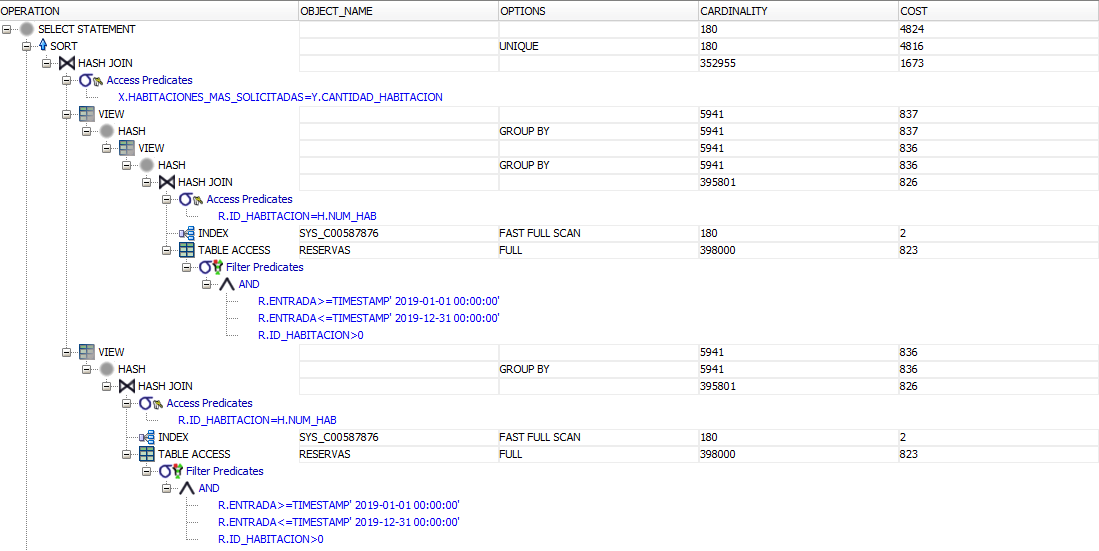 OPERATION OBJECT_NAME OPTIONS CARDINALITY COST
SELECT STATEMENT 180 4824
SORT UNIQUE 180 4816
HASH JOIN 352955 1673
Access Predicates
X.HABITACIONES_MAS_SOLICITADAS=Y.CANTIDAD_HABITACION
VIEW 5941 837
HASH GROUP BY 5941 837
VIEW 5941 836
HASH GROUP BY 5941 836
HASH JOIN 395801 826
Access Predicates
R.ID_HABITACION=H.NUM_HAB
INDEX SYS_C00587876 FAST FULL SCAN 180 2
TABLE ACCESS RESERVAS FULL 398000 823
Filter Predicates
AND
R.ENTRADA>=TIMESTAMP' 2019-01-01 00:00:00'
R.ENTRADA<=TIMESTAMP' 2019-12-31 00:00:00'
R.ID_HABITACION>0
VIEW 5941 836
HASH GROUP BY 5941 836
HASH JOIN 395801 826
Access Predicates
R.ID_HABITACION=H.NUM_HAB
INDEX SYS_C00587876 FAST FULL SCAN 180 2
TABLE ACCESS RESERVAS FULL 398000 823
Filter Predicates
AND
R.ENTRADA>=TIMESTAMP' 2019-01-01 00:00:00'
R.ENTRADA<=TIMESTAMP' 2019-12-31 00:00:00'
R.ID_HABITACION>0